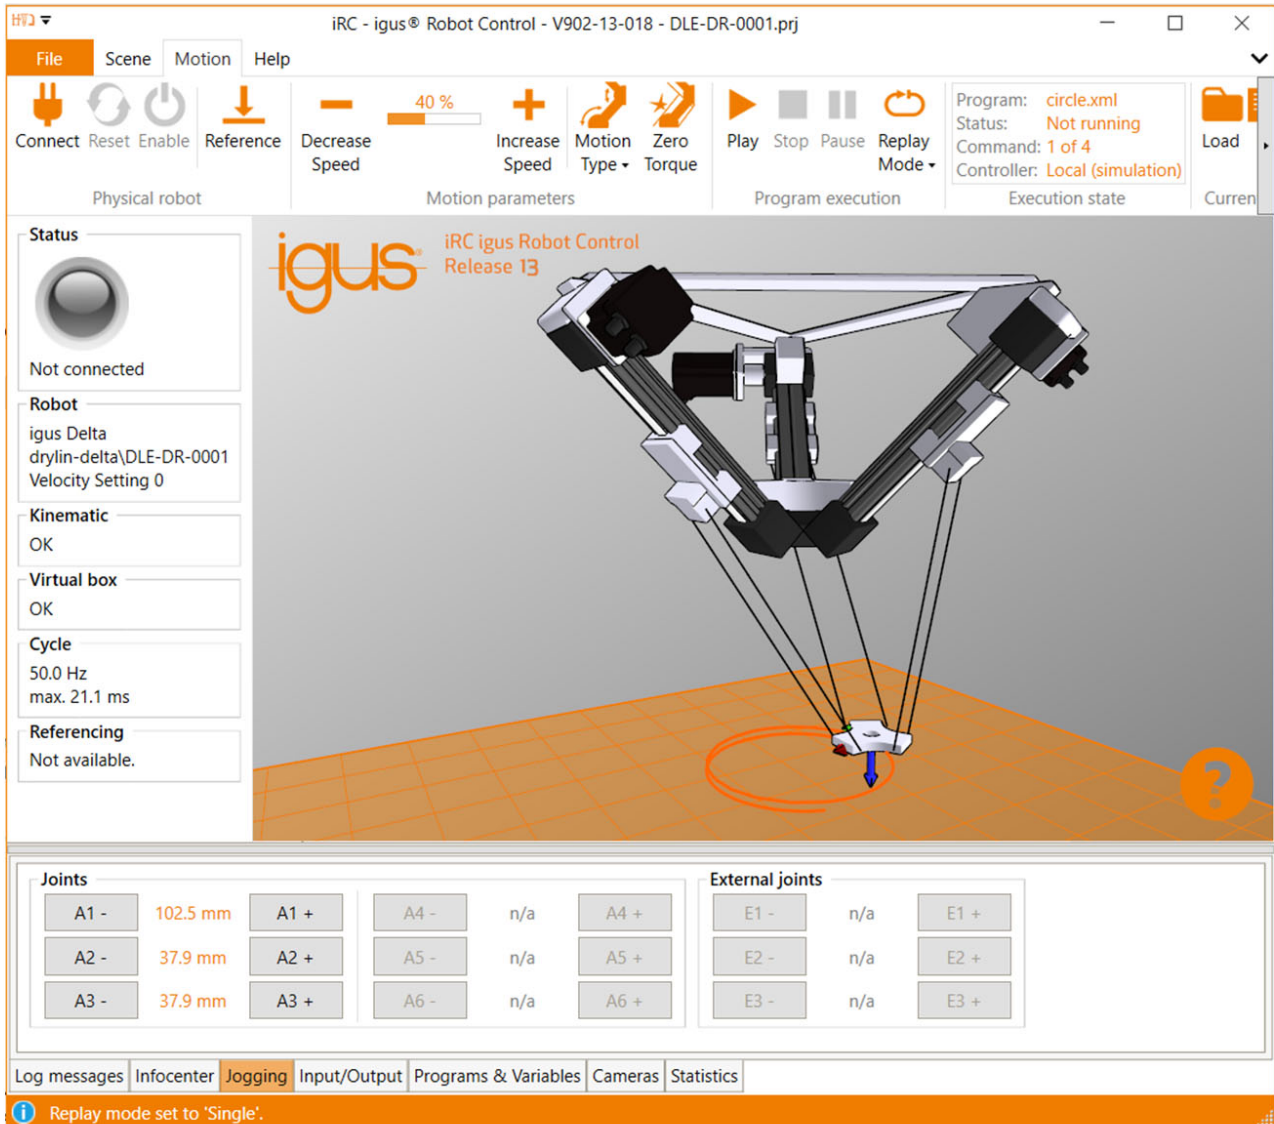 iRC - igus® Robot Control - V902-13-018 - DLE-DR-0001.prj
File Scene Motion Help
Connect Reset Enable Reference
Decrease Speed
40 %
Increase Speed
Motion Type
Zero Torque
Play Stop Pause
Replay Mode
Program: circle.xml
Status: Not running
Command: 1 of 4
Controller: Local (simulation)
Load
Physical robot Motion parameters Program execution Execution state Curren
Status
Not connected
Robot
igus Delta
drylin-delta\DLE-DR-0001
Velocity Setting 0
Kinematic
OK
Virtual box
OK
Cycle
50.0 Hz
max. 21.1 ms
Referencing
Not available.
igus®
iRC igus Robot Control
Release 13
?
Joints
A1 - 102.5 mm A1 + A4 - n/a A4 +
A2 - 37.9 mm A2 + A5 - n/a A5 +
A3 - 37.9 mm A3 + A6 - n/a A6 +
External joints
E1 - n/a E1 +
E2 - n/a E2 +
E3 - n/a E3 +
Log messages Infocenter Jogging Input/Output Programs & Variables Cameras Statistics
Replay mode set to 'Single'.